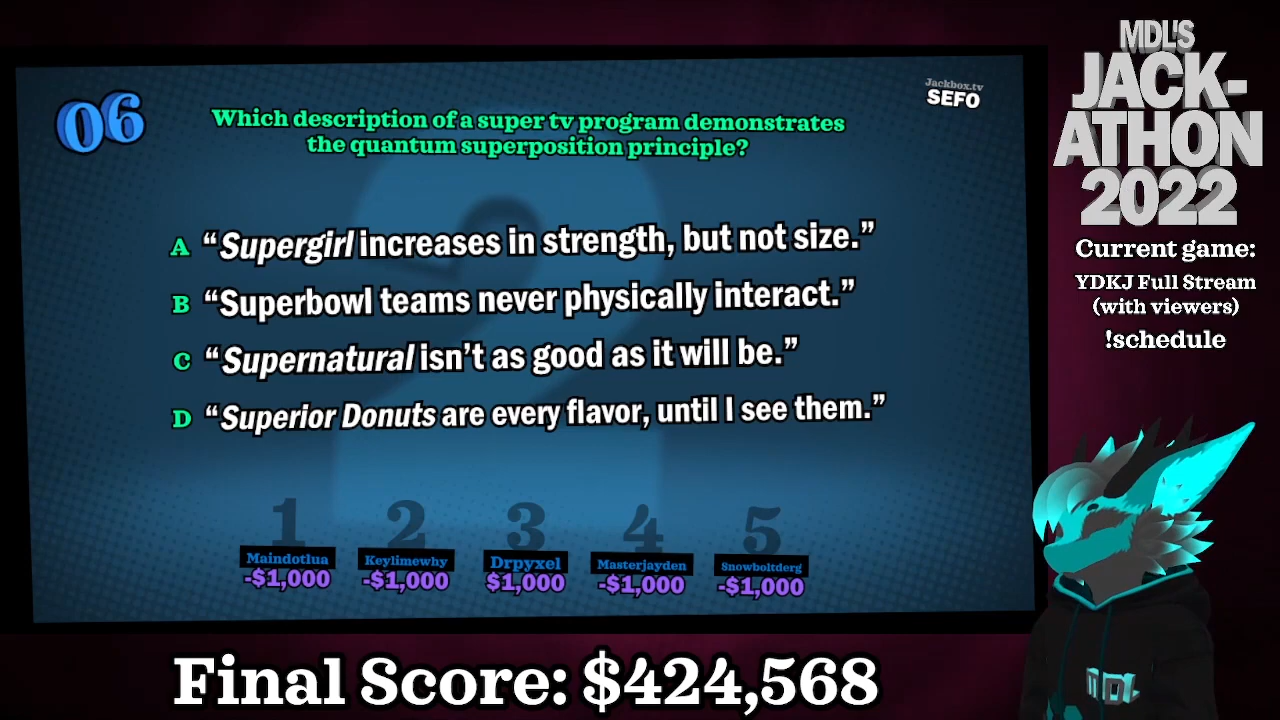 MDL'S
JACK-
ATHON
2022
Current game:
YDKJ Full Stream
(with viewers)
!schedule
06
Jackbox.tv
SEFO
Which description of a super tv program demonstrates
the quantum superposition principle?
A "Supergirl increases in strength, but not size."
B "Superbowl teams never physically interact."
C "Supernatural isn't as good as it will be."
D "Superior Donuts are every flavor, until I see them."
1 2 3 4 5
Maindotlua Keylimewhy Drpyxel Masterjayden Snowboltderg
-$1,000 -$1,000 $1,000 -$1,000 -$1,000
Final Score: $424,568
MDL